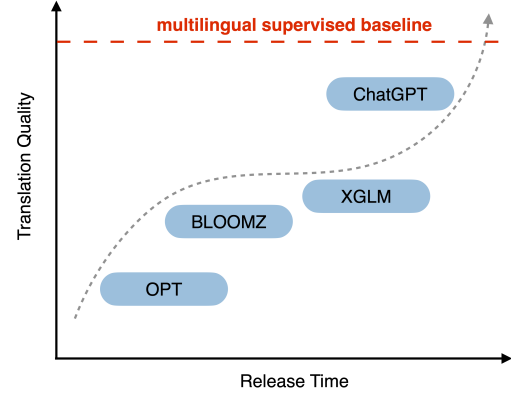 multilingual supervised baseline
ChatGPT
XGLM
BLOOMZ
OPT
Translation Quality
Release Time